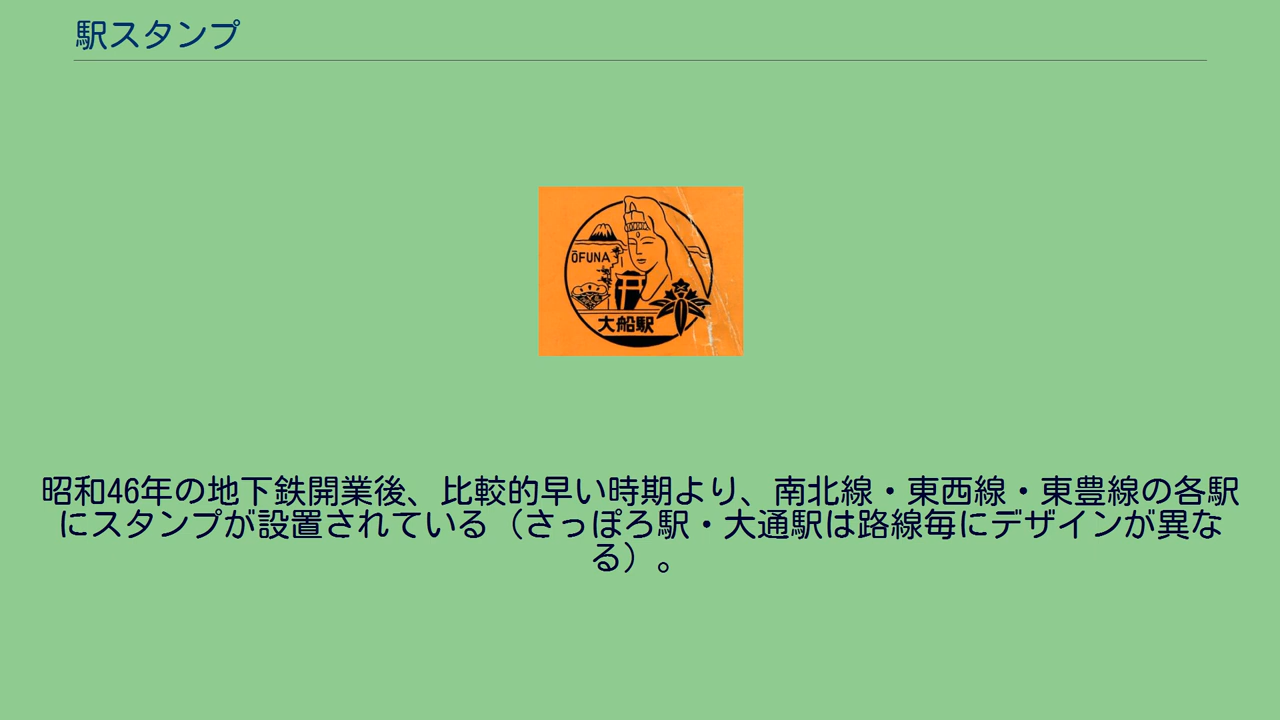 駅スタンプ
ŌFUNA
大船駅
昭和46年の地下鉄開業後、比較的早い時期より、南北線・東西線・東豊線の各駅
にスタンプが設置されている（さっぽろ駅・大通駅は路線毎にデザインが異な
る）。